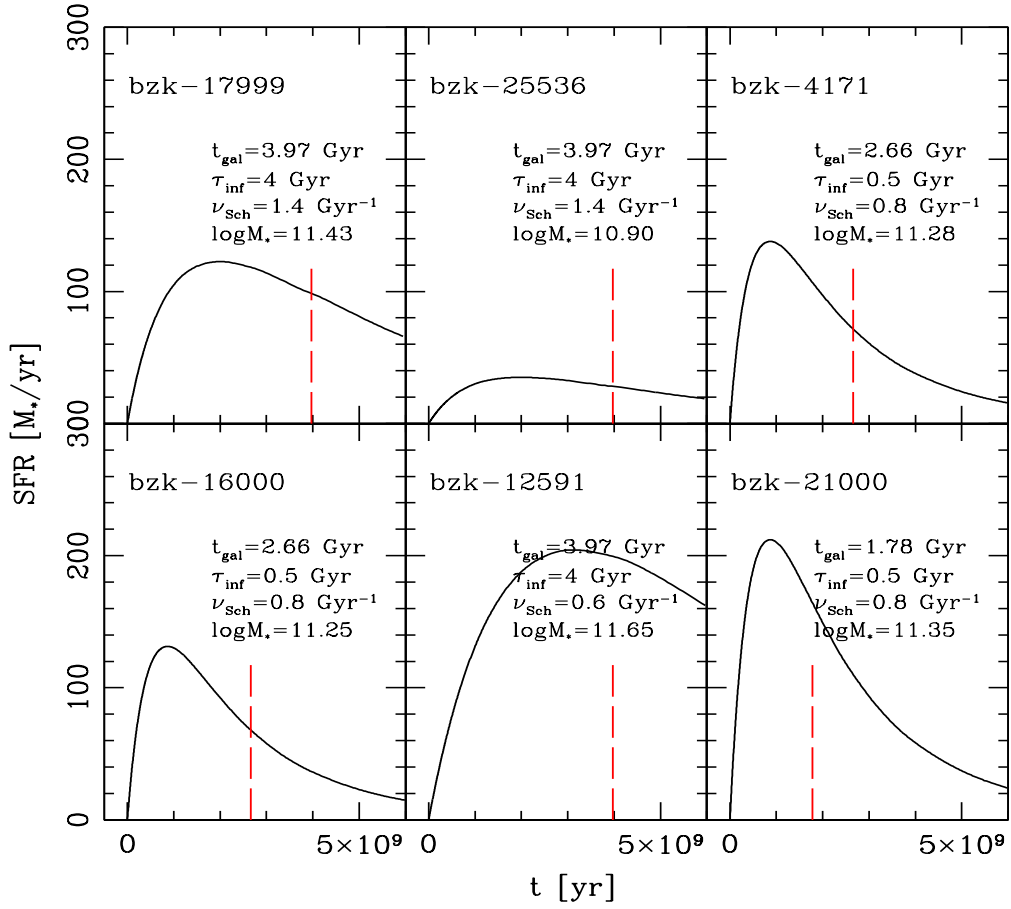 SFR [M*/yr]
300
200
100
bzk-17999
t_gal=3.97 Gyr
τ_inf=4 Gyr
ν_Sch=1.4 Gyr⁻¹
logM*=11.43
bzk-25536
t_gal=3.97 Gyr
τ_inf=4 Gyr
ν_Sch=1.4 Gyr⁻¹
logM*=10.90
bzk-4171
t_gal=2.66 Gyr
τ_inf=0.5 Gyr
ν_Sch=0.8 Gyr⁻¹
logM*=11.28
300
200
100
0
bzk-16000
t_gal=2.66 Gyr
τ_inf=0.5 Gyr
ν_Sch=0.8 Gyr⁻¹
logM*=11.25
bzk-12591
t_gal=3.97 Gyr
τ_inf=4 Gyr
ν_Sch=0.6 Gyr⁻¹
logM*=11.65
bzk-21000
t_gal=1.78 Gyr
τ_inf=0.5 Gyr
ν_Sch=0.8 Gyr⁻¹
logM*=11.35
0 5×10⁹ 0 5×10⁹ 0 5×10⁹
t [yr]